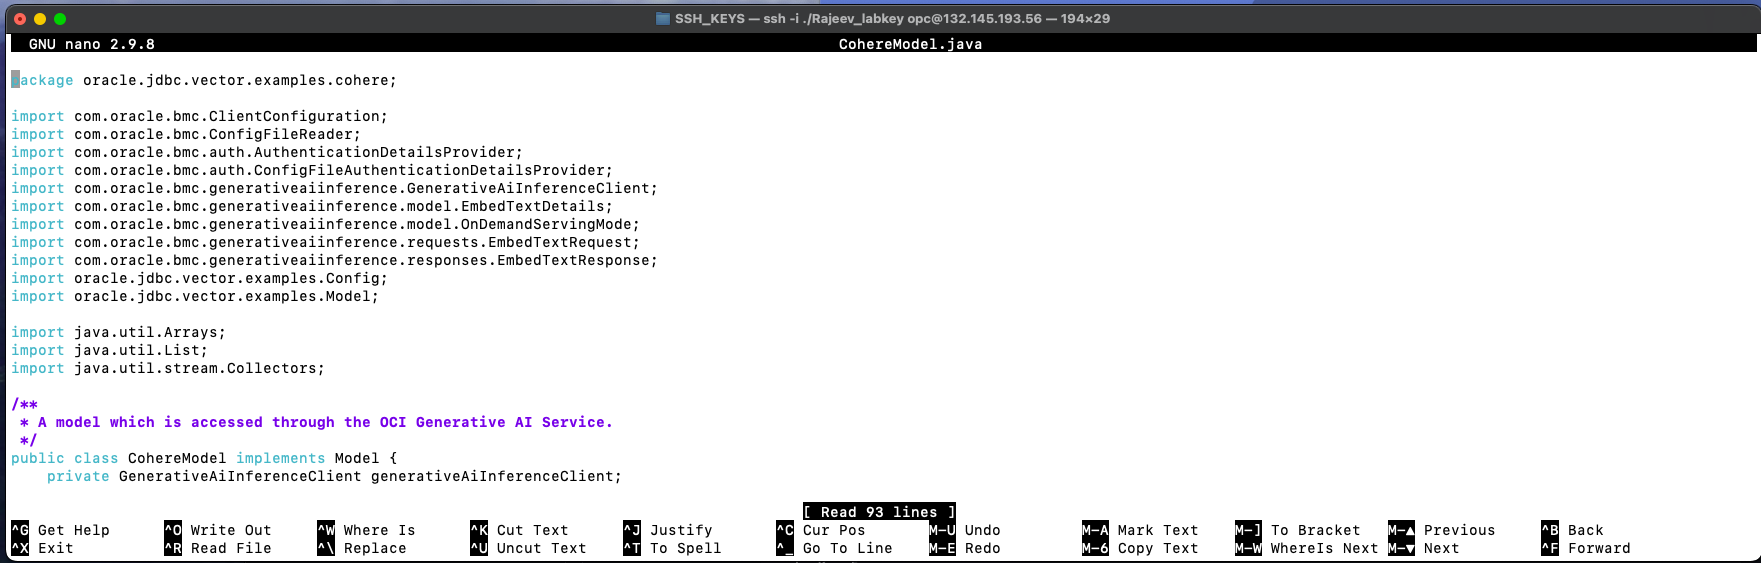 SSH_KEYS — ssh -i ./Rajeev_labkey opc@132.145.193.56 — 194×29
GNU nano 2.9.8 CohereModel.java
package oracle.jdbc.vector.examples.cohere;
import com.oracle.bmc.ClientConfiguration;
import com.oracle.bmc.ConfigFileReader;
import com.oracle.bmc.auth.AuthenticationDetailsProvider;
import com.oracle.bmc.auth.ConfigFileAuthenticationDetailsProvider;
import com.oracle.bmc.generativeaiinference.GenerativeAiInferenceClient;
import com.oracle.bmc.generativeaiinference.model.EmbedTextDetails;
import com.oracle.bmc.generativeaiinference.model.OnDemandServingMode;
import com.oracle.bmc.generativeaiinference.requests.EmbedTextRequest;
import com.oracle.bmc.generativeaiinference.responses.EmbedTextResponse;
import oracle.jdbc.vector.examples.Config;
import oracle.jdbc.vector.examples.Model;
import java.util.Arrays;
import java.util.List;
import java.util.stream.Collectors;
/**
 * A model which is accessed through the OCI Generative AI Service.
 */
public class CohereModel implements Model {
    private GenerativeAiInferenceClient generativeAiInferenceClient;
[ Read 93 lines ]
^G Get Help ^O Write Out ^W Where Is ^K Cut Text ^J Justify ^C Cur Pos M-U Undo M-A Mark Text M-] To Bracket M-▲ Previous ^B Back
^X Exit ^R Read File ^\ Replace ^U Uncut Text ^T To Spell ^_ Go To Line M-E Redo M-6 Copy Text M-W WhereIs Next M-▼ Next ^F Forward